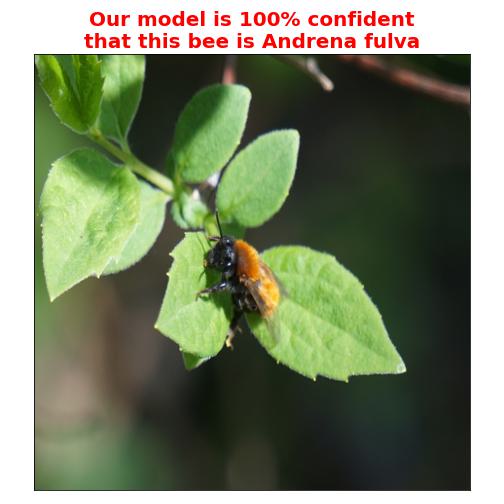 Our model is 100% confident
that this bee is Andrena fulva